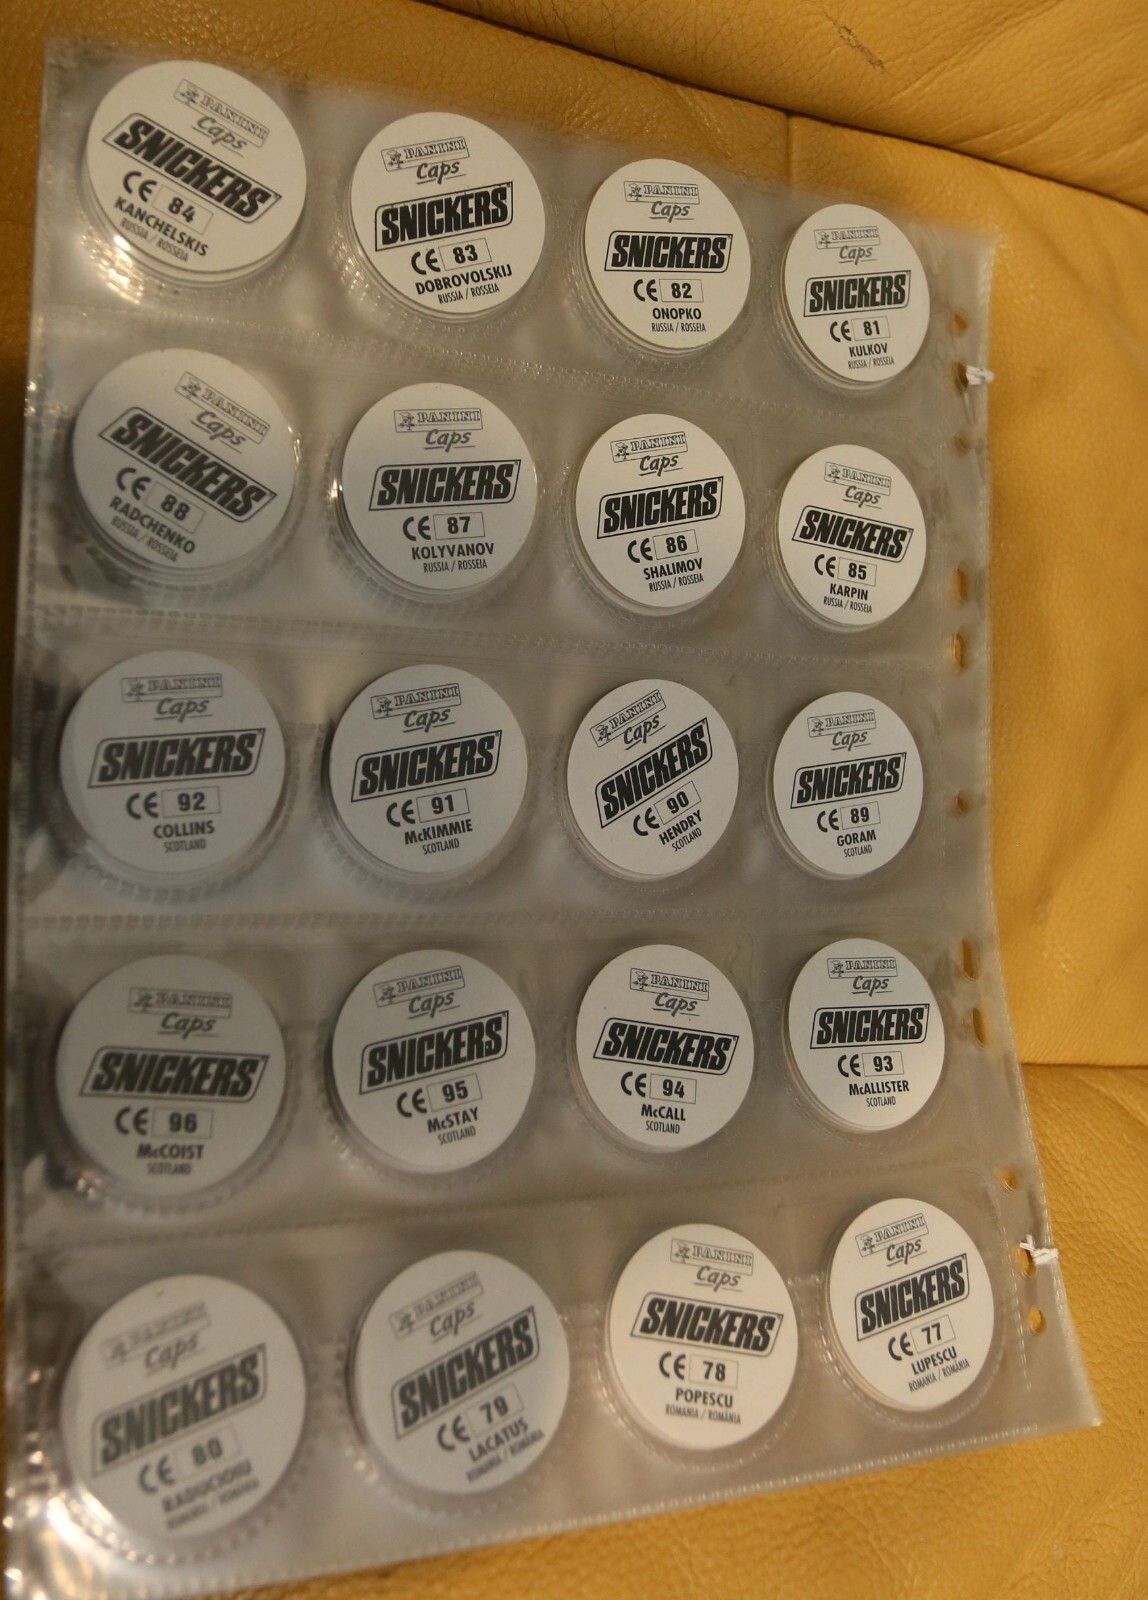 PANINI
Caps
SNICKERS
CE 84
KANCHELSKIS
RUSSIA / ROSSEIA
PANINI
Caps
SNICKERS
CE 83
DOBROVOLSKIJ
RUSSIA / ROSSEIA
PANINI
Caps
SNICKERS
CE 82
ONOPKO
RUSSIA / ROSSEIA
PANINI
Caps
SNICKERS
CE 81
KULKOV
RUSSIA / ROSSEIA
PANINI
Caps
SNICKERS
CE 88
RADCHENKO
RUSSIA / ROSSEIA
PANINI
Caps
SNICKERS
CE 87
KOLYVANOV
RUSSIA / ROSSEIA
PANINI
Caps
SNICKERS
CE 86
SHALIMOV
RUSSIA / ROSSEIA
PANINI
Caps
SNICKERS
CE 85
KARPIN
RUSSIA / ROSSEIA
PANINI
Caps
SNICKERS
CE 92
COLLINS
SCOTLAND
PANINI
Caps
SNICKERS
CE 91
McKIMMIE
SCOTLAND
PANINI
Caps
SNICKERS
CE 90
HENDRY
SCOTLAND
PANINI
Caps
SNICKERS
CE 89
GORAM
SCOTLAND
PANINI
Caps
SNICKERS
CE 96
McCOIST
SCOTLAND
PANINI
Caps
SNICKERS
CE 95
McSTAY
SCOTLAND
PANINI
Caps
SNICKERS
CE 94
McCALL
SCOTLAND
PANINI
Caps
SNICKERS
CE 93
McALLISTER
SCOTLAND
PANINI
Caps
SNICKERS
CE 80
RADUCIOIU
ROMANIA / ROMÂNIA
PANINI
Caps
SNICKERS
CE 79
LACATUS
ROMANIA / ROMÂNIA
PANINI
Caps
SNICKERS
CE 78
POPESCU
ROMANIA / ROMÂNIA
PANINI
Caps
SNICKERS
CE 77
LUPESCU
ROMANIA / ROMÂNIA